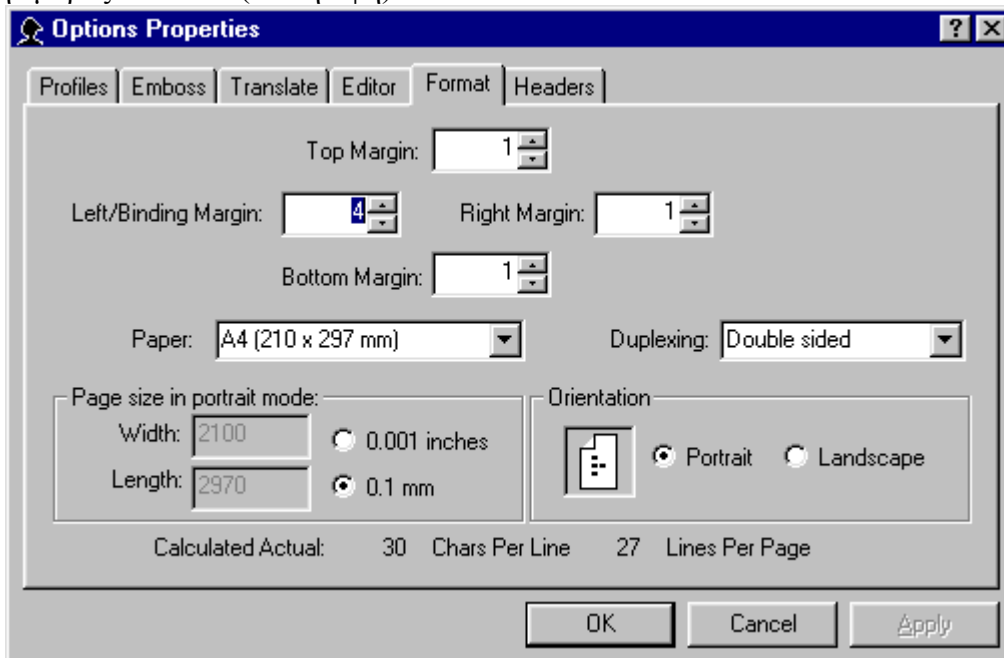 Options Properties
Profiles Emboss Translate Editor Format Headers
Top Margin: 1
Left/Binding Margin: 4 Right Margin: 1
Bottom Margin: 1
Paper: A4 (210 x 297 mm) Duplexing: Double sided
Page size in portrait mode: Orientation
Width: 2100 0.001 inches
Portrait Landscape
Length: 2970 0.1 mm
Calculated Actual: 30 Chars Per Line 27 Lines Per Page
OK Cancel Apply